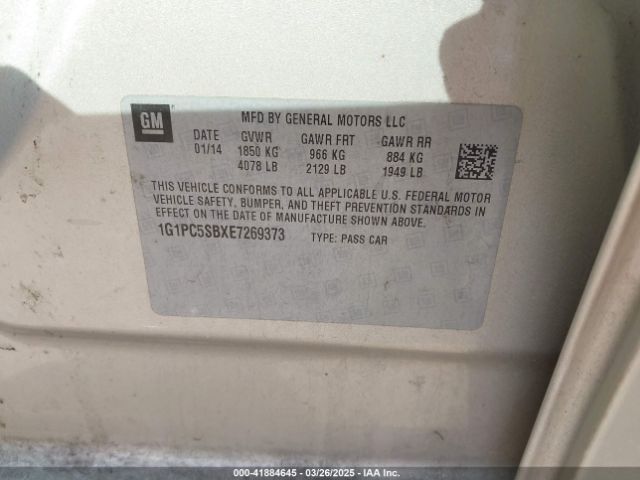 GM
MFD BY GENERAL MOTORS LLC
DATE GVWR GAWR FRT GAWR RR
01/14 1850 KG 966 KG 884 KG
4078 LB 2129 LB 1949 LB
THIS VEHICLE CONFORMS TO ALL APPLICABLE U.S. FEDERAL MOTOR
VEHICLE SAFETY, BUMPER, AND THEFT PREVENTION STANDARDS IN
EFFECT ON THE DATE OF MANUFACTURE SHOWN ABOVE.
1G1PC5SBXE7269373 TYPE: PASS CAR
000-41884645 - 03/26/2025 - IAA Inc.